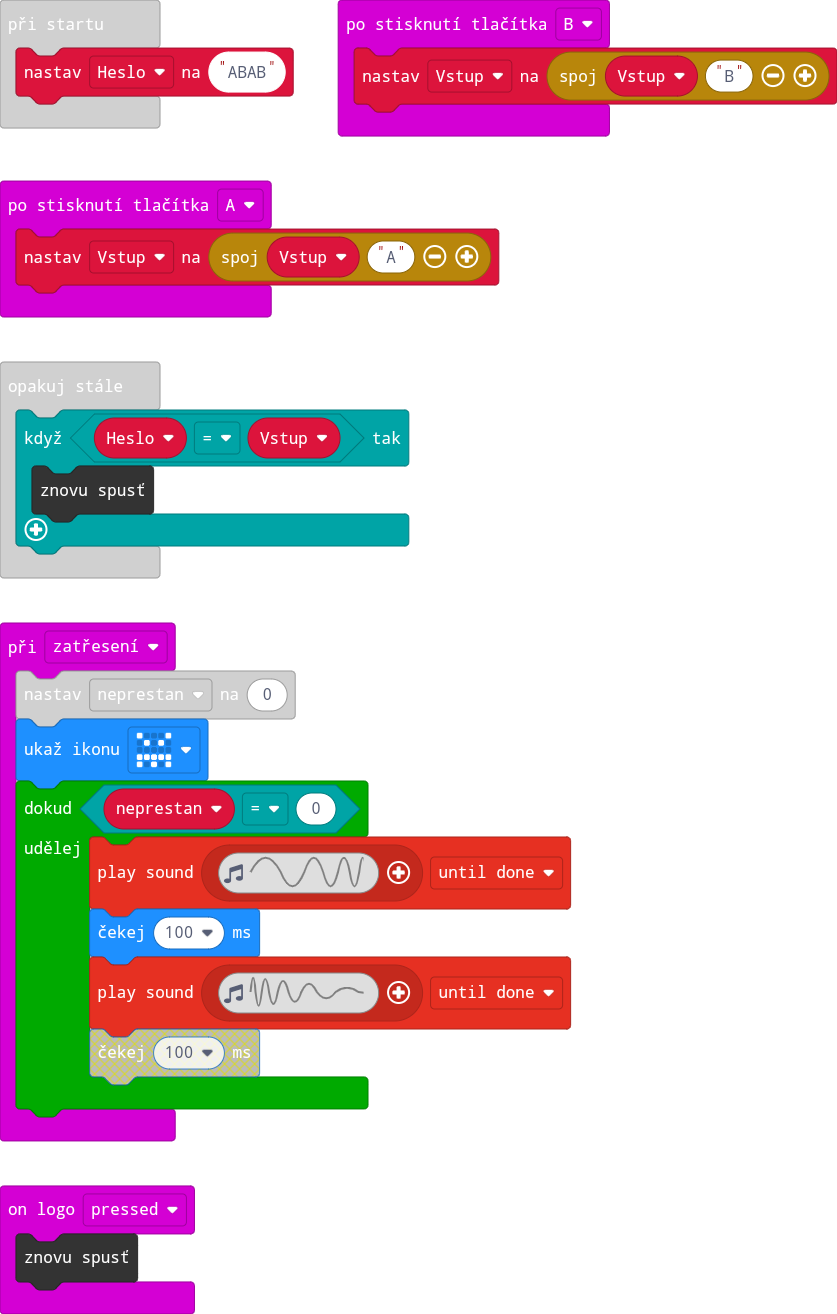 při startu
nastav Heslo na "ABAB"
po stisknutí tlačítka B
nastav Vstup na spoj Vstup "B"
po stisknutí tlačítka A
nastav Vstup na spoj Vstup "A"
opakuj stále
když Heslo = Vstup tak
znovu spusť
při zatřesení
nastav neprestan na 0
ukaž ikonu
dokud neprestan = 0
udělej
play sound until done
čekej 100 ms
play sound until done
čekej 100 ms
on logo pressed
znovu spusť